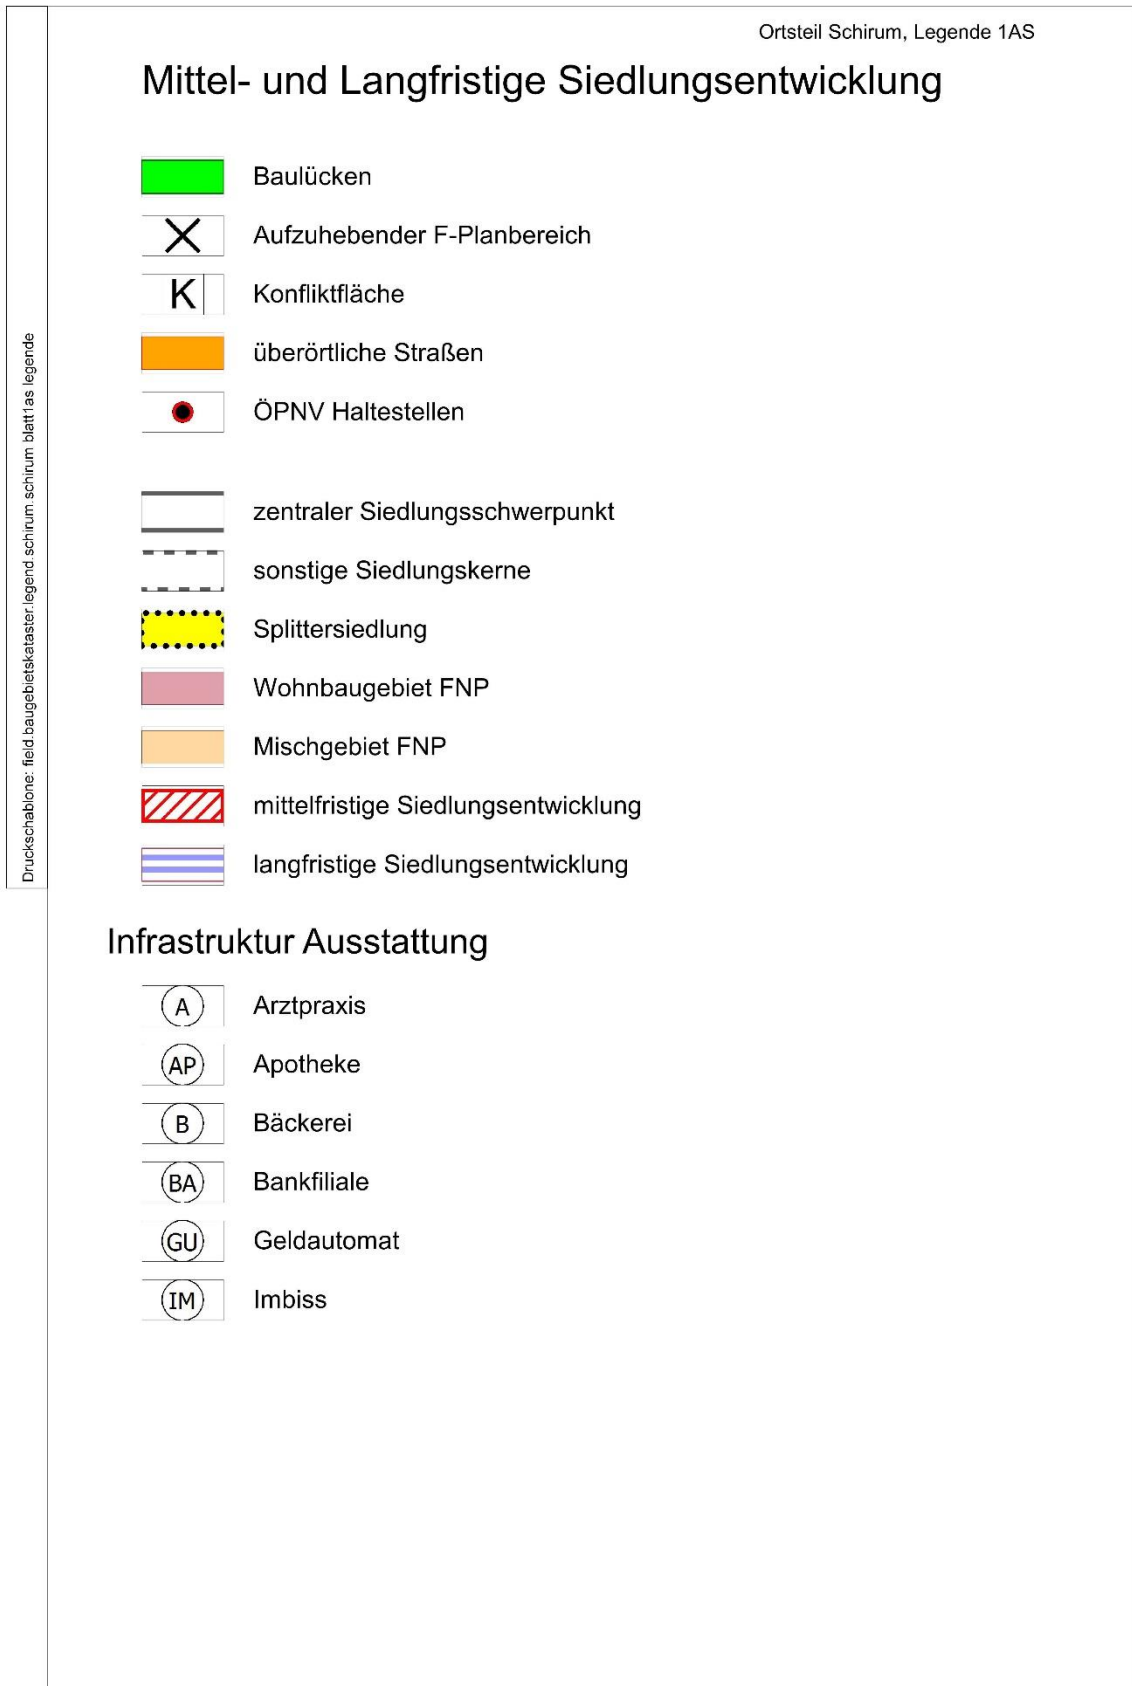 Ortsteil Schirum, Legende 1AS
Mittel- und Langfristige Siedlungsentwicklung
Baulücken
X Aufzuhebender F-Planbereich
K Konfliktfläche
überörtliche Straßen
ÖPNV Haltestellen
zentraler Siedlungsschwerpunkt
sonstige Siedlungskerne
Splittersiedlung
Wohnbaugebiet FNP
Mischgebiet FNP
mittelfristige Siedlungsentwicklung
langfristige Siedlungsentwicklung
Infrastruktur Ausstattung
A Arztpraxis
AP Apotheke
B Bäckerei
BA Bankfiliale
GU Geldautomat
IM Imbiss
Druckschablone: field.baugebietskataster.legend.schirum.schirum blatt1as legende